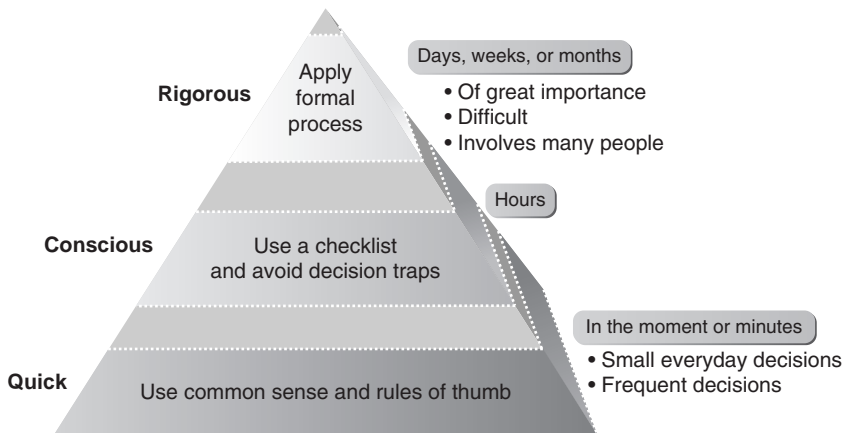 Rigorous
Apply
formal
process
Days, weeks, or months
• Of great importance
• Difficult
• Involves many people
Hours
Conscious
Use a checklist
and avoid decision traps
In the moment or minutes
• Small everyday decisions
• Frequent decisions
Quick
Use common sense and rules of thumb